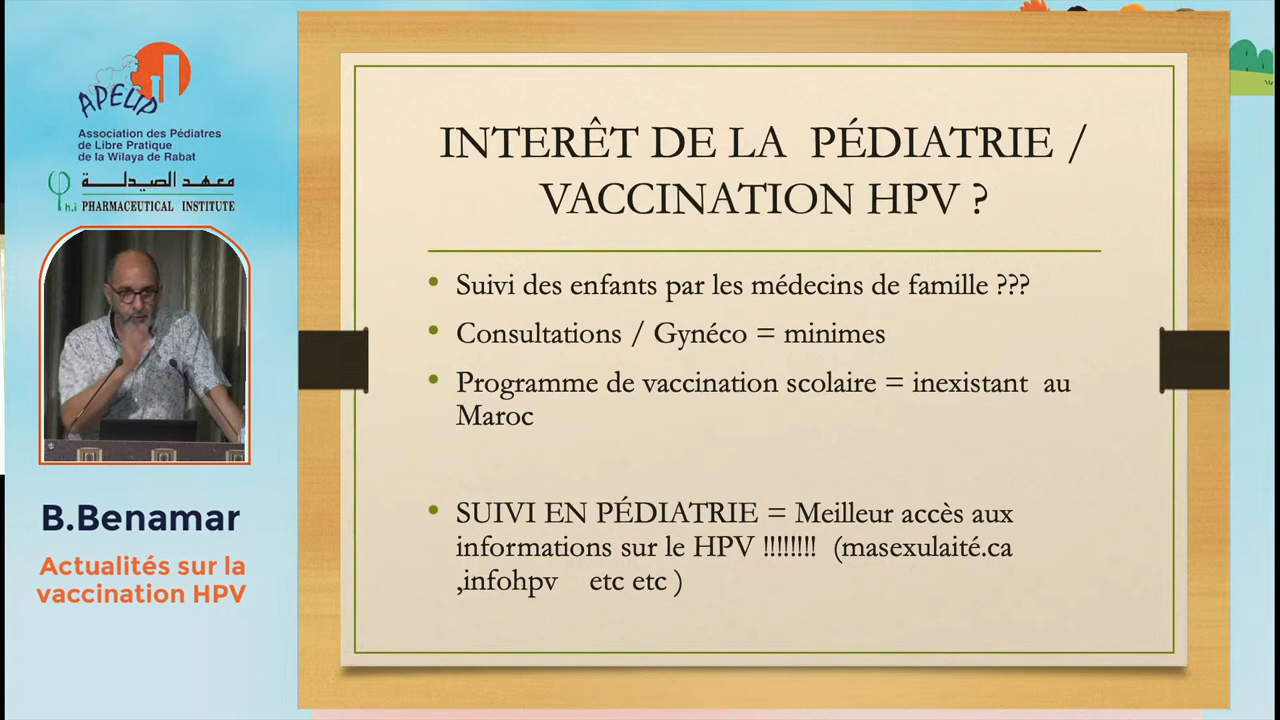 APELIP
Association des Pédiatres
de Libre Pratique
de la Wilaya de Rabat
معهد الصيدلة
h.i PHARMACEUTICAL INSTITUTE
B.Benamar
Actualités sur la
vaccination HPV
INTERÊT DE LA PÉDIATRIE /
VACCINATION HPV ?
• Suivi des enfants par les médecins de famille ???
• Consultations / Gynéco = minimes
• Programme de vaccination scolaire = inexistant au
Maroc
• SUIVI EN PÉDIATRIE = Meilleur accès aux
informations sur le HPV !!!!!!!! (masexulaité.ca
,infohpv etc etc )